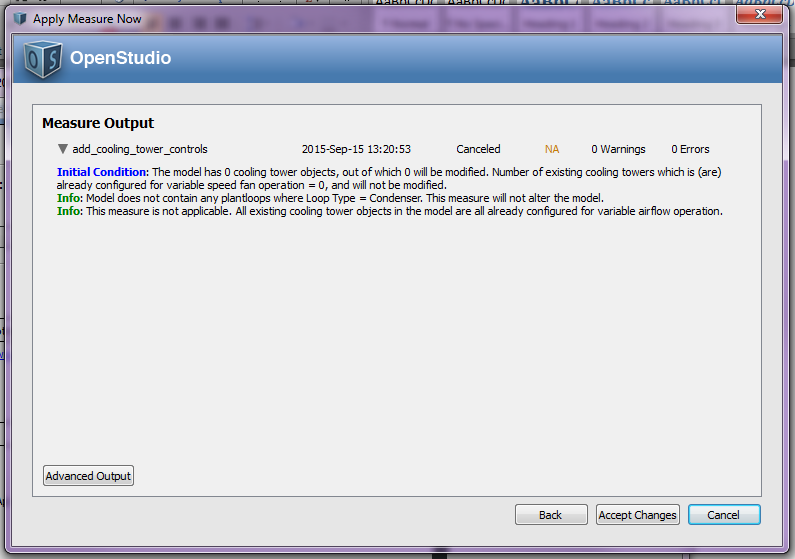 Apply Measure Now
OpenStudio
Measure Output
add_cooling_tower_controls 2015-Sep-15 13:20:53 Canceled NA 0 Warnings 0 Errors
Initial Condition: The model has 0 cooling tower objects, out of which 0 will be modified. Number of existing cooling towers which is (are)
already configured for variable speed fan operation = 0, and will not be modified.
Info: Model does not contain any plantloops where Loop Type = Condenser. This measure will not alter the model.
Info: This measure is not applicable. All existing cooling tower objects in the model are all already configured for variable airflow operation.
Advanced Output
Back Accept Changes Cancel